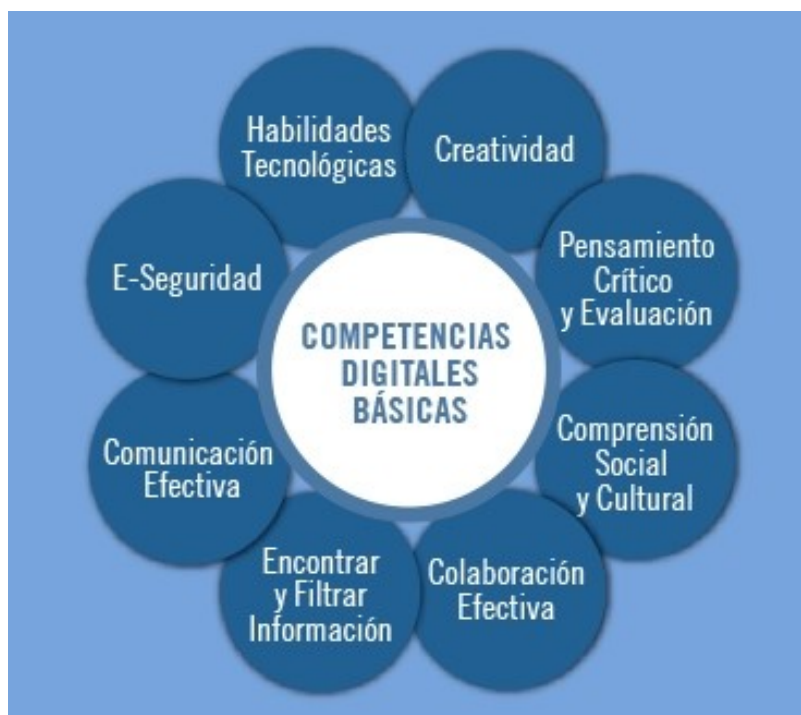 COMPETENCIAS
DIGITALES
BÁSICAS
Habilidades
Tecnológicas
Creatividad
Pensamiento
Crítico
y Evaluación
Comprensión
Social
y Cultural
Colaboración
Efectiva
Encontrar
y Filtrar
Información
Comunicación
Efectiva
E-Seguridad